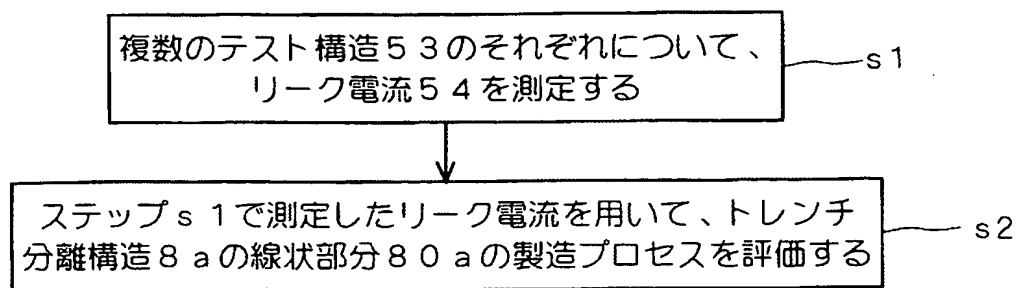 複数のテスト構造５３のそれぞれについて、
リーク電流５４を測定する
s1
ステップｓ１で測定したリーク電流を用いて、トレンチ
分離構造８ａの線状部分８０ａの製造プロセスを評価する
s2